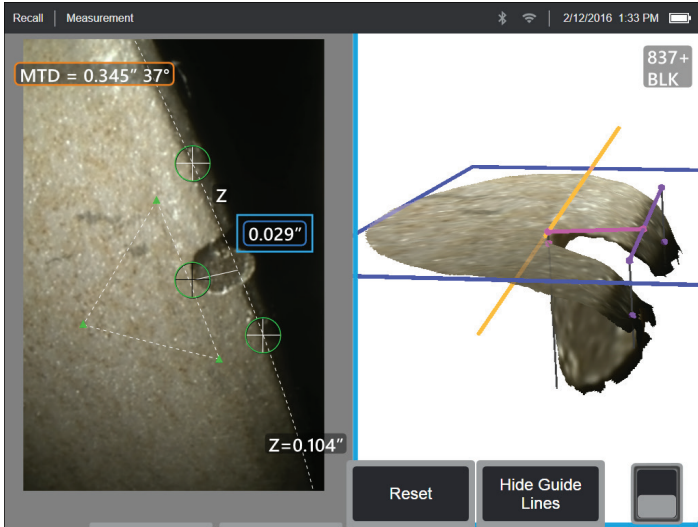 Recall Measurement 2/12/2016 1:33 PM
MTD = 0.345" 37°
837+
BLK
Z
0.029"
Z=0.104"
Reset
Hide Guide
Lines